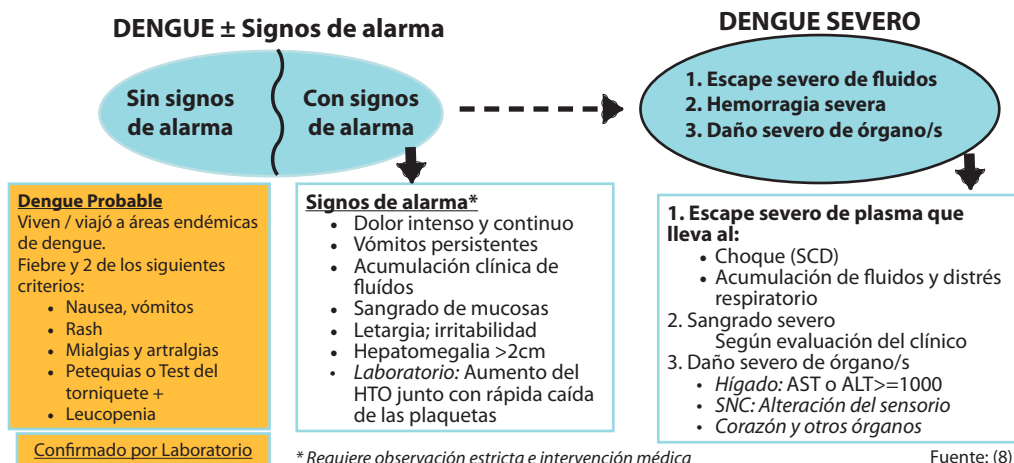 DENGUE ± Signos de alarma
Sin signos
de alarma
Con signos
de alarma
DENGUE SEVERO
1. Escape severo de fluidos
2. Hemorragia severa
3. Daño severo de órgano/s
Dengue Probable
Viven / viajó a áreas endémicas
de dengue.
Fiebre y 2 de los siguientes
criterios:
• Nausea, vómitos
• Rash
• Mialgias y artralgias
• Petequias o Test del
torniquete +
• Leucopenia
Confirmado por Laboratorio
Signos de alarma*
• Dolor intenso y continuo
• Vómitos persistentes
• Acumulación clínica de
fluídos
• Sangrado de mucosas
• Letargia; irritabilidad
• Hepatomegalia >2cm
• Laboratorio: Aumento del
HTO junto con rápida caída
de las plaquetas
* Requiere observación estricta e intervención médica
1. Escape severo de plasma que
lleva al:
• Choque (SCD)
• Acumulación de fluidos y distrés
respiratorio
2. Sangrado severo
Según evaluación del clínico
3. Daño severo de órgano/s
• Hígado: AST o ALT>=1000
• SNC: Alteración del sensorio
• Corazón y otros órganos
Fuente: (8)